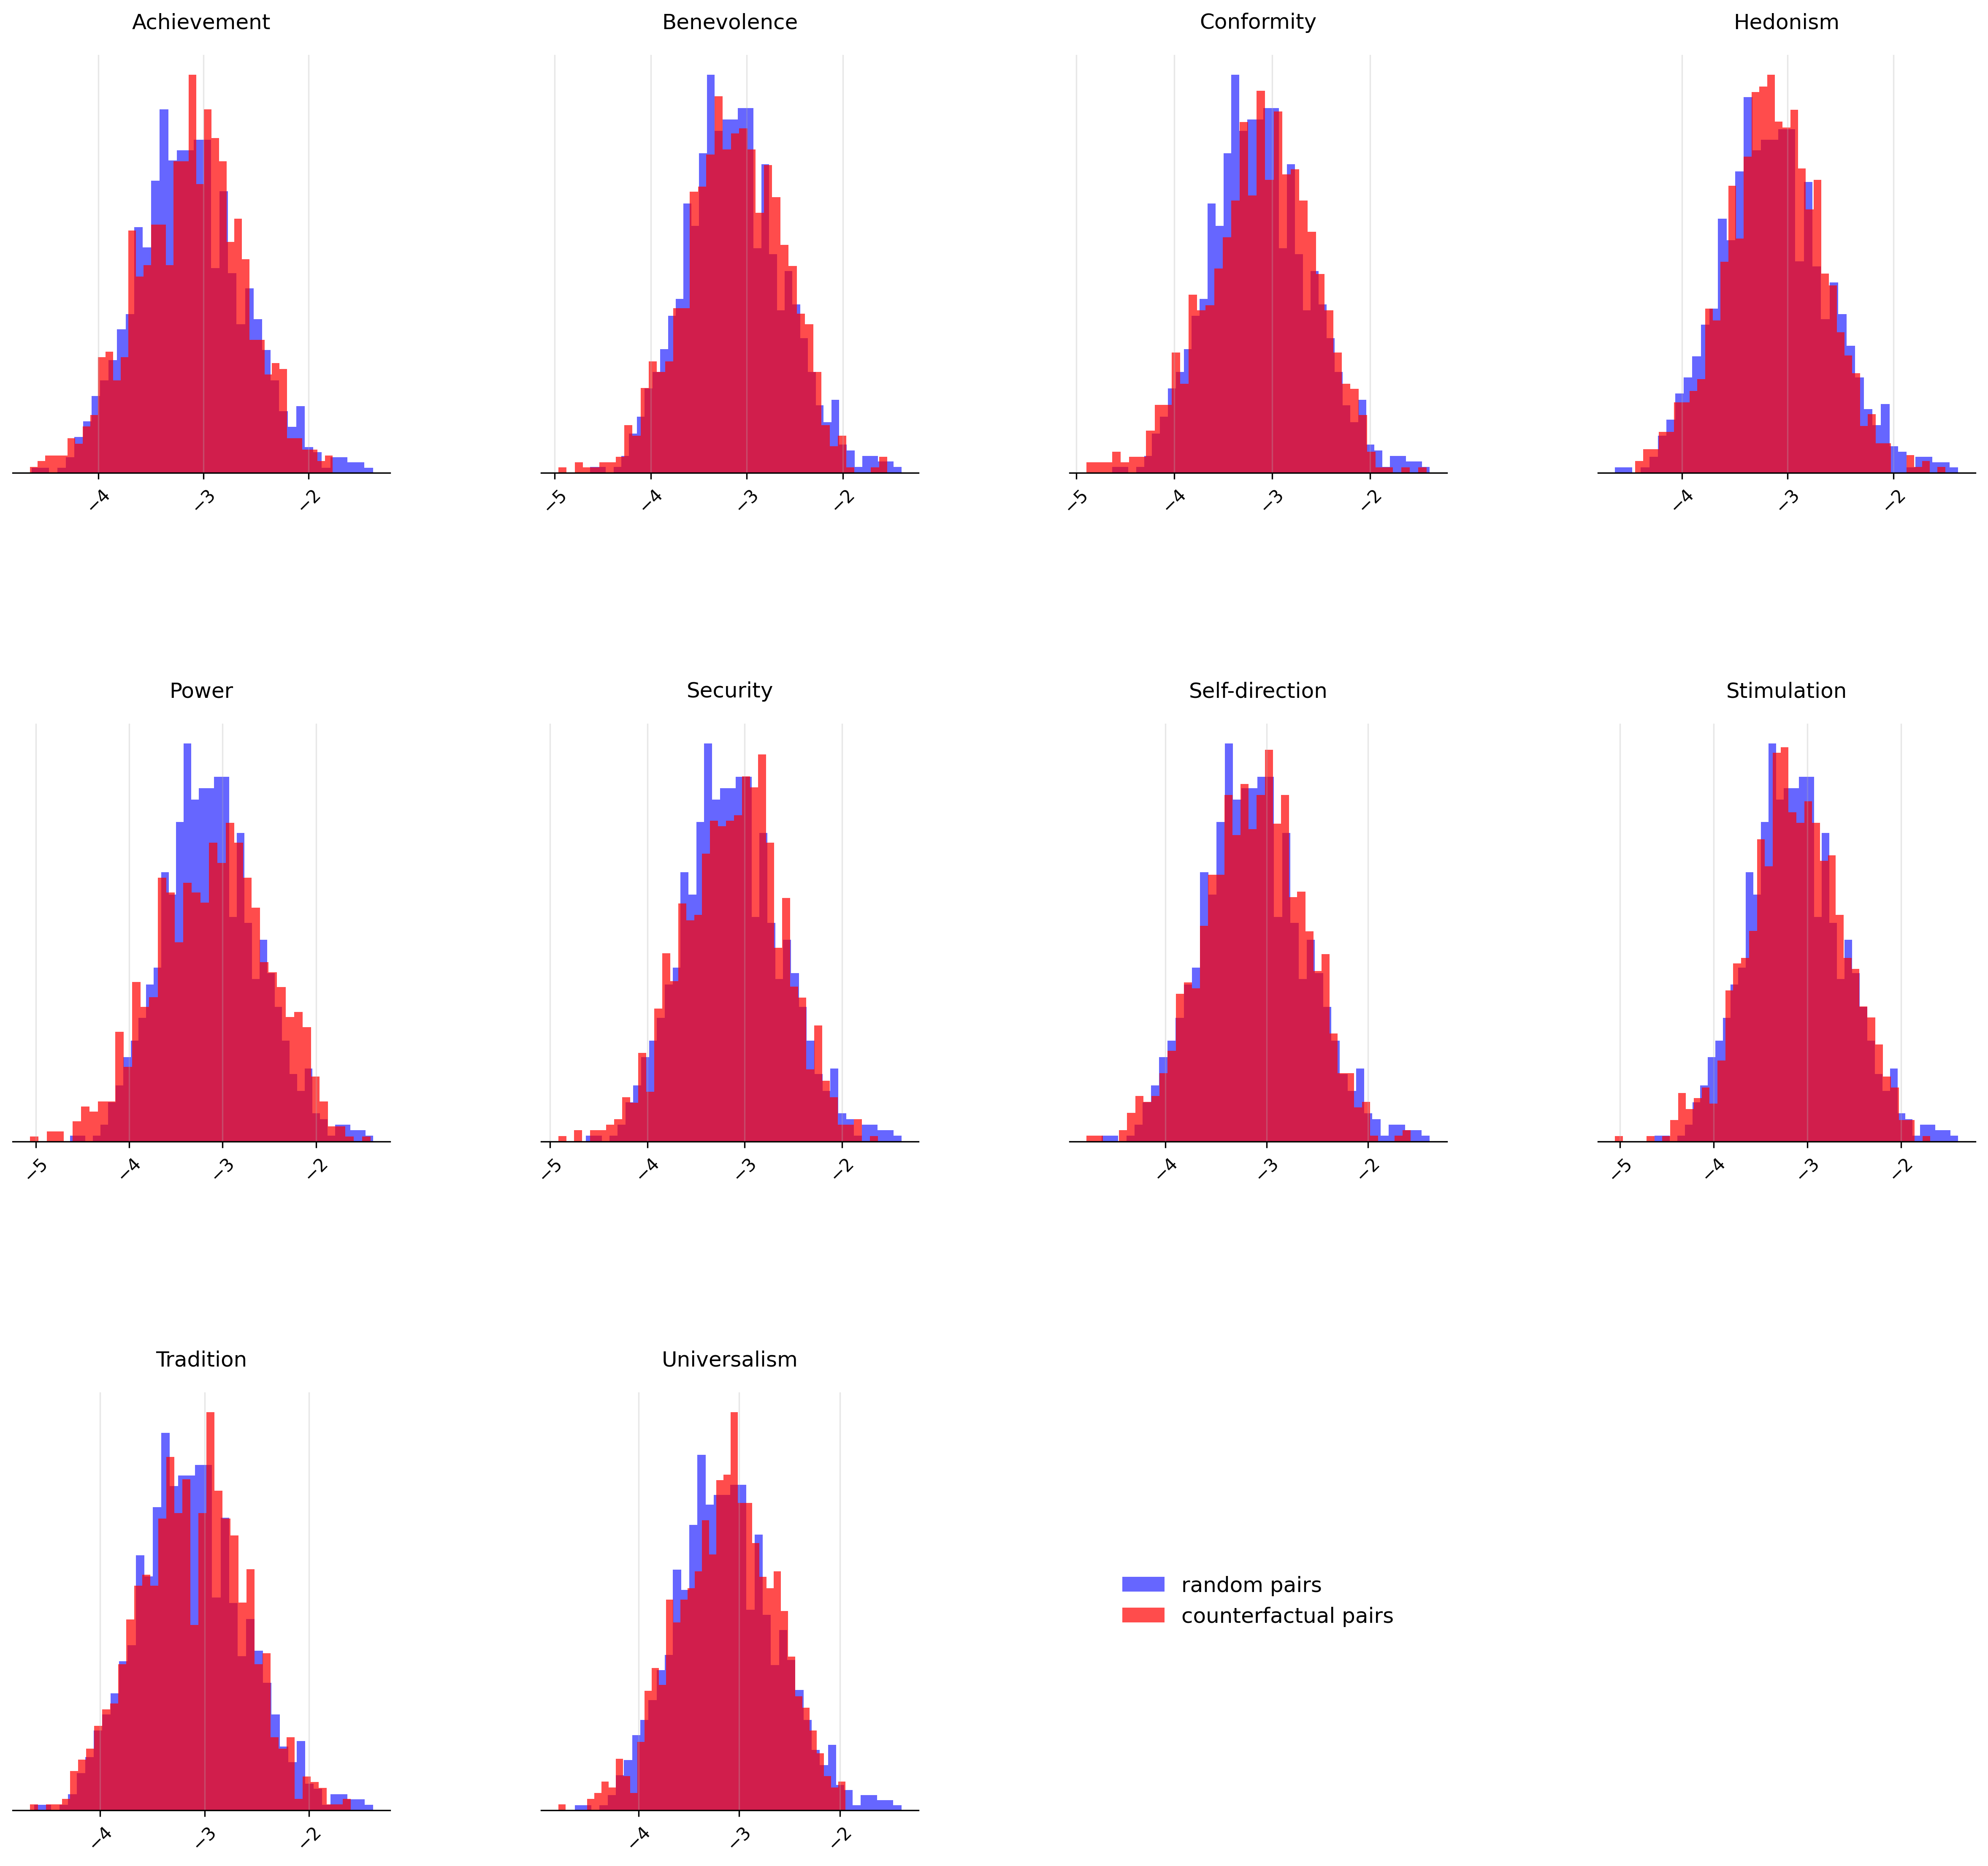 Achievement
Benevolence
Conformity
Hedonism
−4 −3 −2
−5 −4 −3 −2
−5 −4 −3 −2
−4 −3 −2
Power
Security
Self-direction
Stimulation
−5 −4 −3 −2
−5 −4 −3 −2
−4 −3 −2
−5 −4 −3 −2
Tradition
Universalism
random pairs
counterfactual pairs
−4 −3 −2
−4 −3 −2